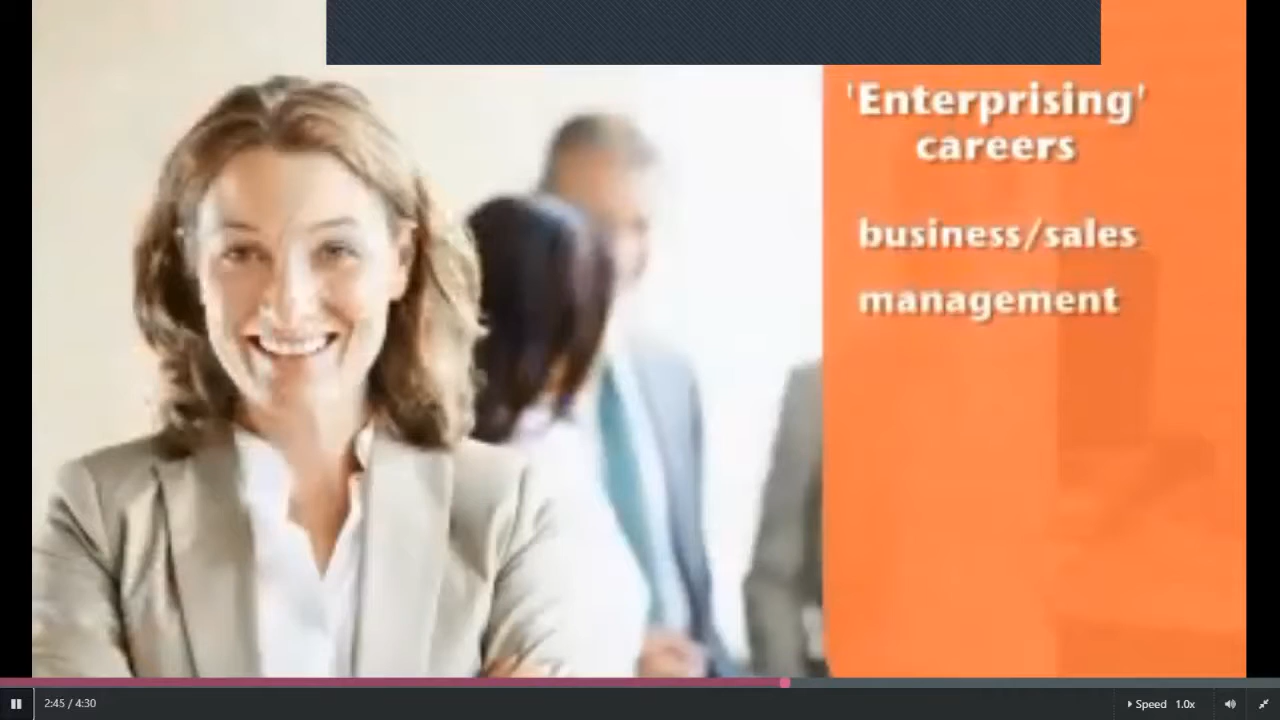 'Enterprising'
careers
business/sales
management
2:45 / 4:30
Speed 1.0x